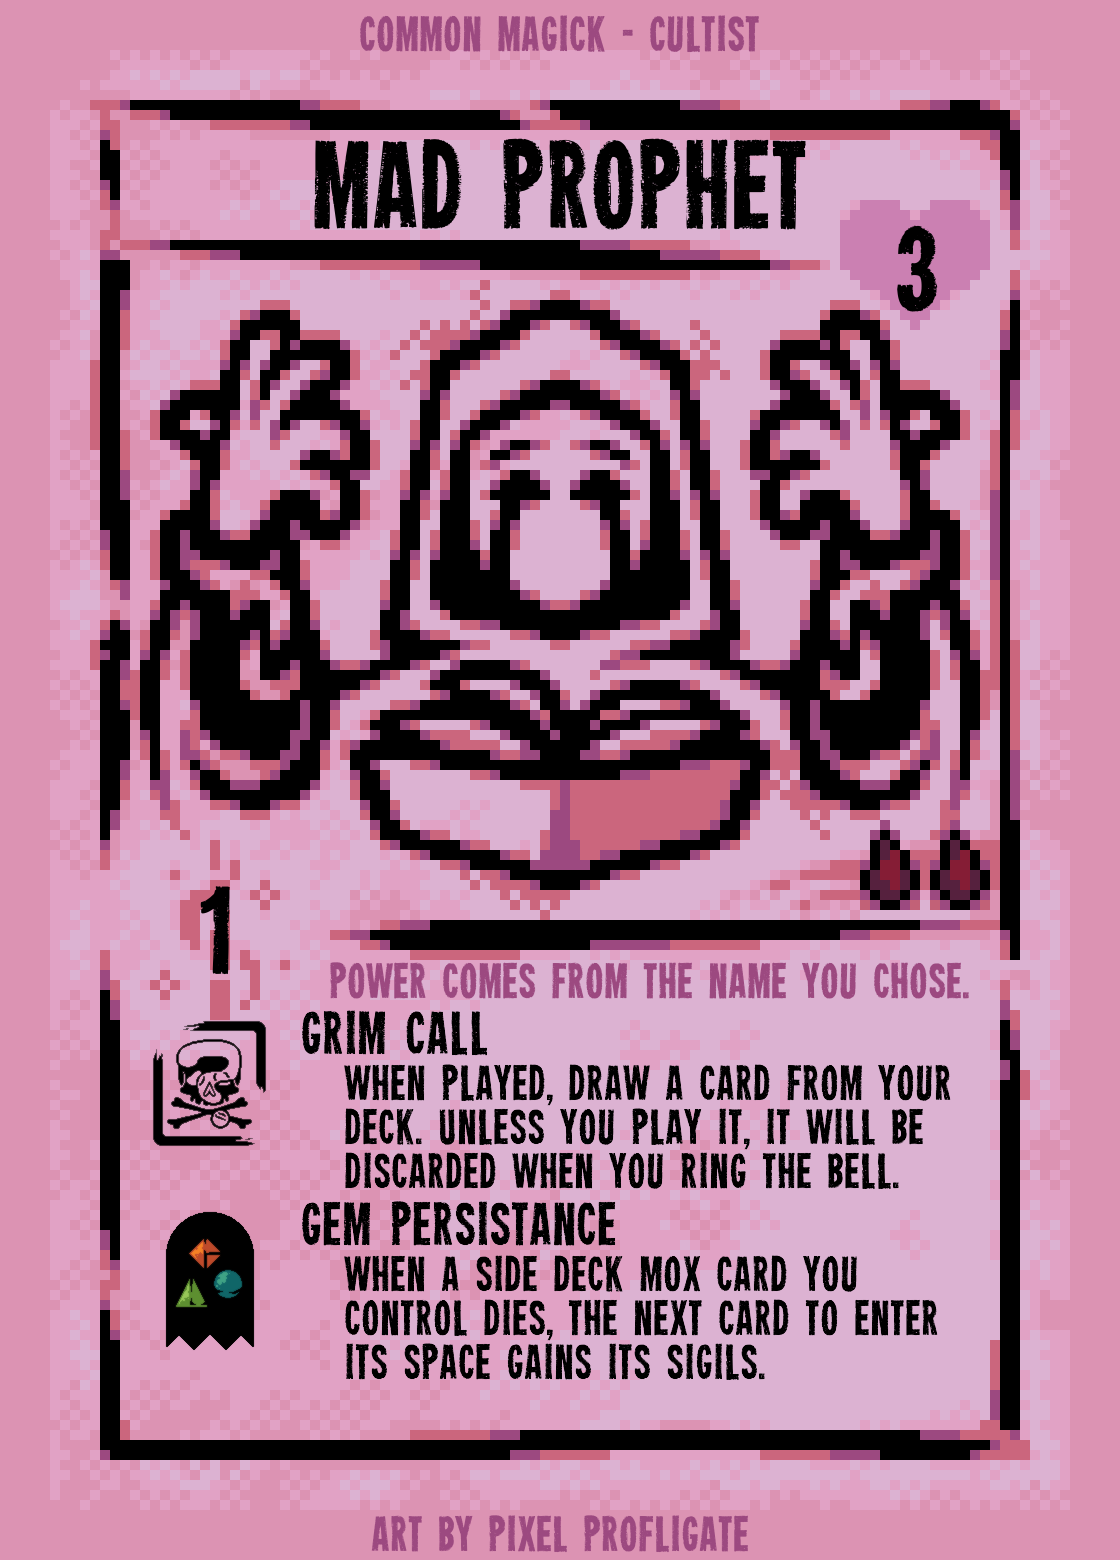 COMMON MAGICK - CULTIST
MAD PROPHET
3
1
POWER COMES FROM THE NAME YOU CHOSE.
GRIM CALL
WHEN PLAYED, DRAW A CARD FROM YOUR
DECK. UNLESS YOU PLAY IT, IT WILL BE
DISCARDED WHEN YOU RING THE BELL.
GEM PERSISTANCE
WHEN A SIDE DECK MOX CARD YOU
CONTROL DIES, THE NEXT CARD TO ENTER
ITS SPACE GAINS ITS SIGILS.
ART BY PIXEL PROFLIGATE